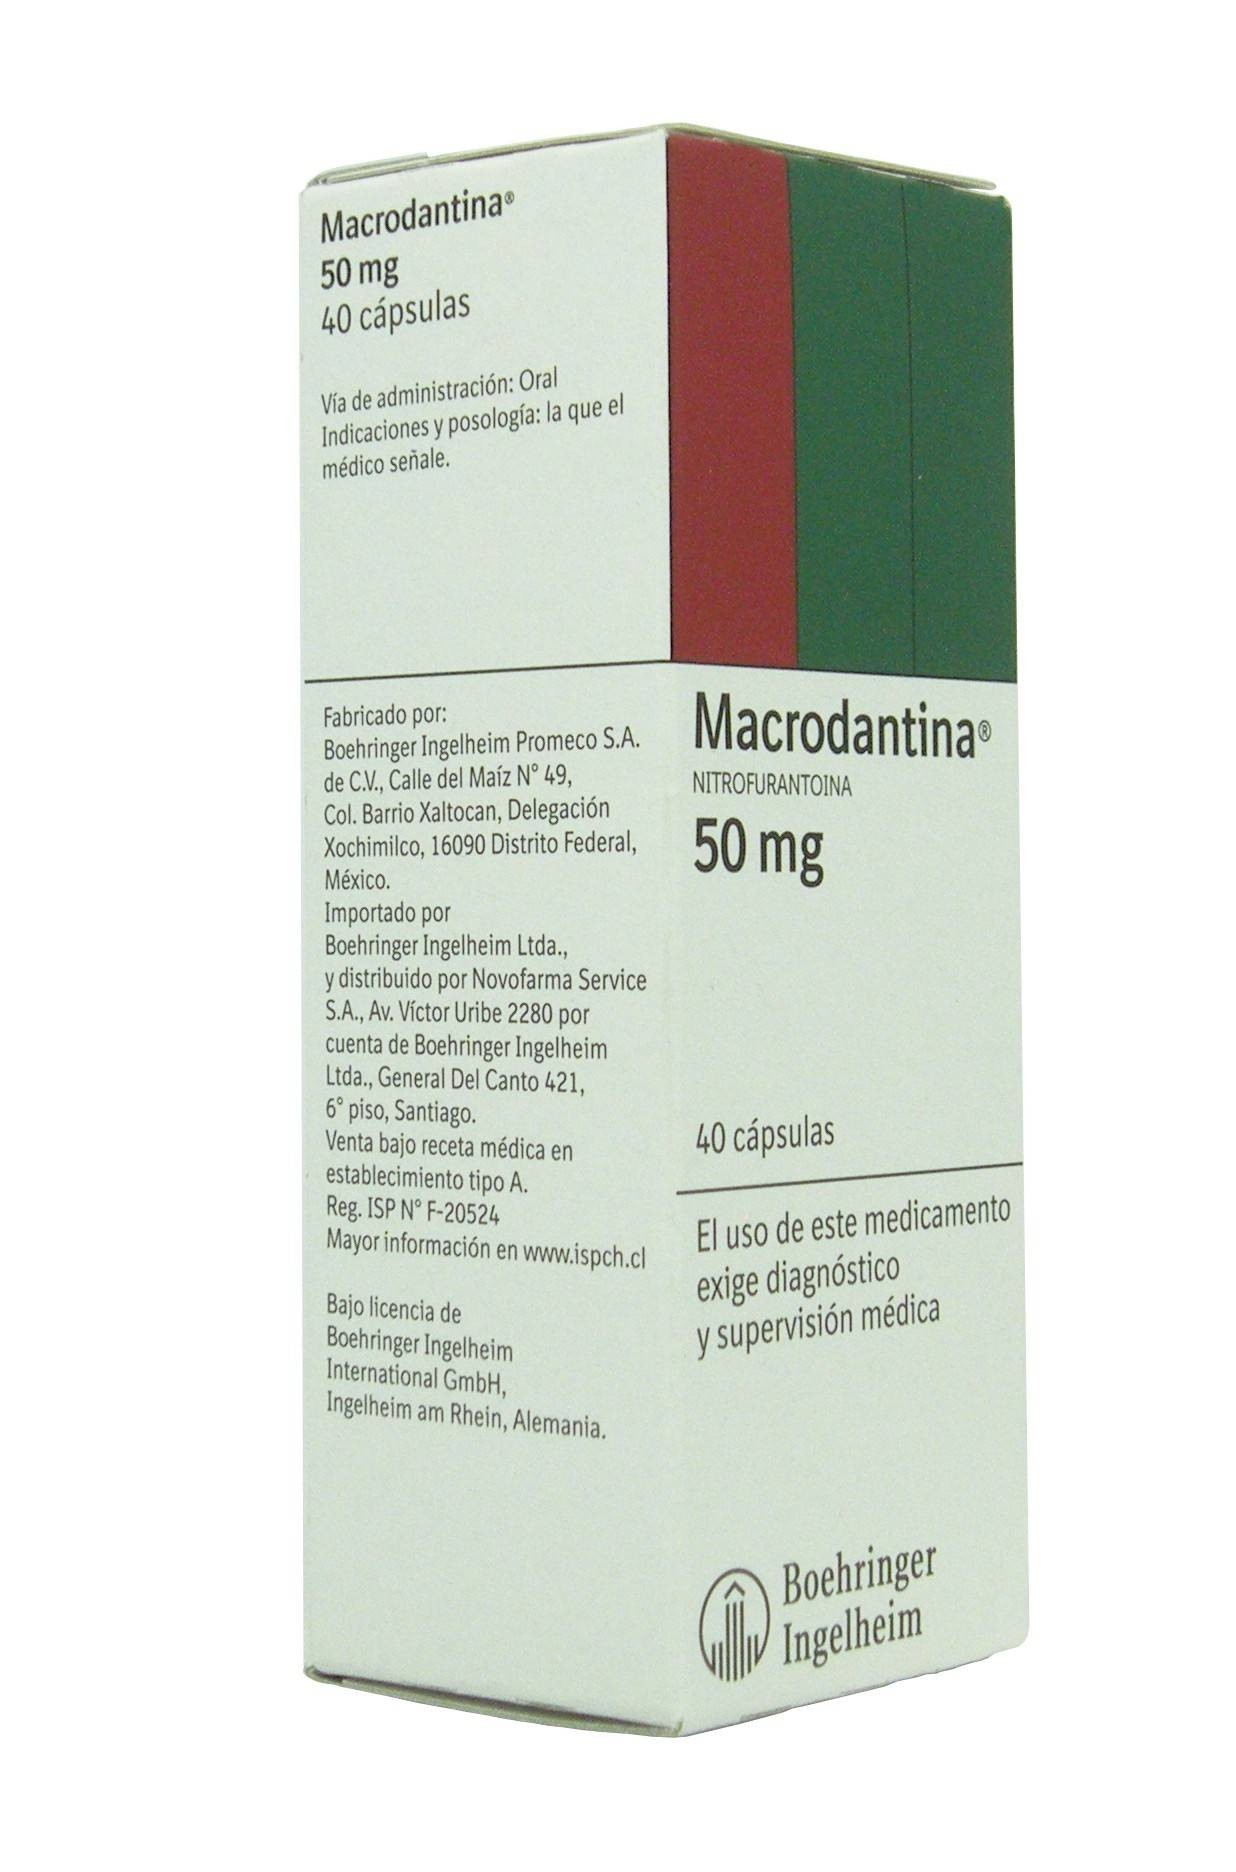 Macrodantina®
50 mg
40 cápsulas
Vía de administración: Oral
Indicaciones y posología: la que el
médico señale.
Fabricado por:
Boehringer Ingelheim Promeco S.A.
de C.V., Calle del Maíz N° 49,
Col. Barrio Xaltocan, Delegación
Xochimilco, 16090 Distrito Federal,
México.
Importado por
Boehringer Ingelheim Ltda.,
y distribuido por Novofarma Service
S.A., Av. Víctor Uribe 2280 por
cuenta de Boehringer Ingelheim
Ltda., General Del Canto 421,
6° piso, Santiago.
Venta bajo receta médica en
establecimiento tipo A.
Reg. ISP N° F-20524
Mayor información en www.ispch.cl
Bajo licencia de
Boehringer Ingelheim
International GmbH,
Ingelheim am Rhein, Alemania.
Macrodantina®
NITROFURANTOINA
50 mg
40 cápsulas
El uso de este medicamento
exige diagnóstico
y supervisión médica
Boehringer
Ingelheim